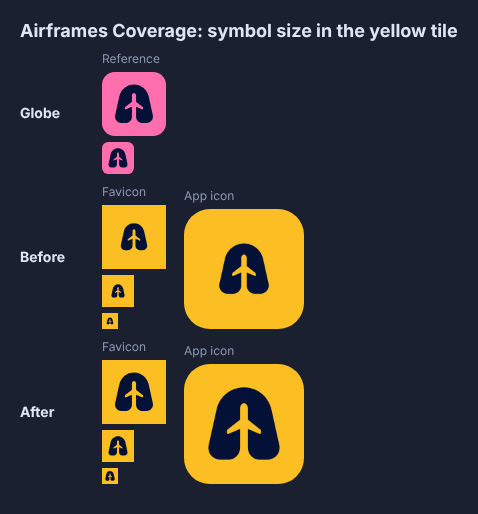 Airframes Coverage: symbol size in the yellow tile
Reference
Globe
Favicon
App icon
Before
Favicon
App icon
After